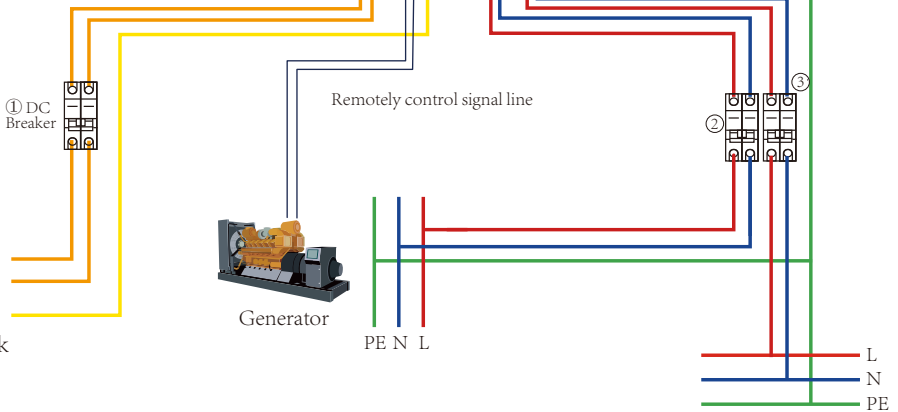 ① DC
Breaker
Remotely control signal line
②
③
Generator
k
PE N L
L
N
PE